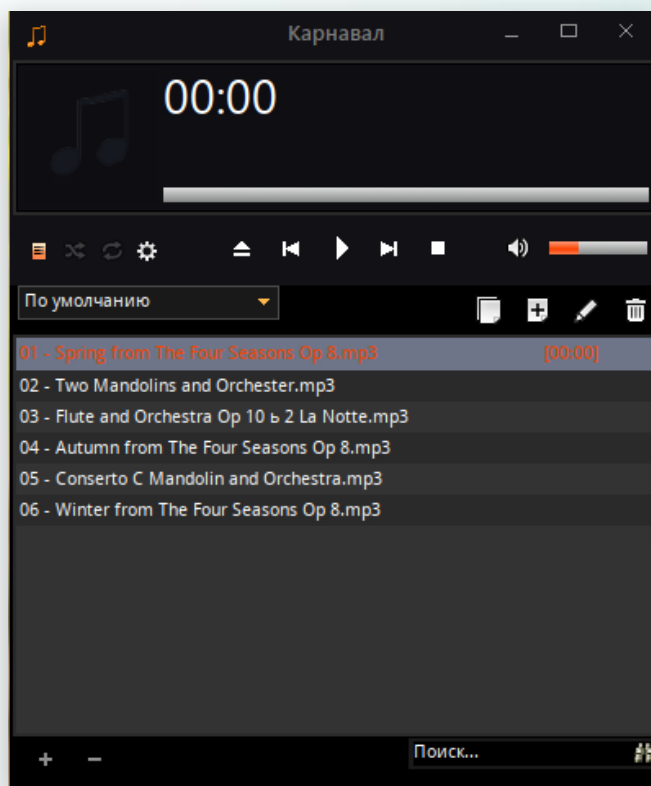 Карнавал
00:00
По умолчанию
01 - Spring from The Four Seasons Op 8.mp3 [00:00]
02 - Two Mandolins and Orchester.mp3
03 - Flute and Orchestra Op 10 ь 2 La Notte.mp3
04 - Autumn from The Four Seasons Op 8.mp3
05 - Conserto C Mandolin and Orchestra.mp3
06 - Winter from The Four Seasons Op 8.mp3
Поиск...